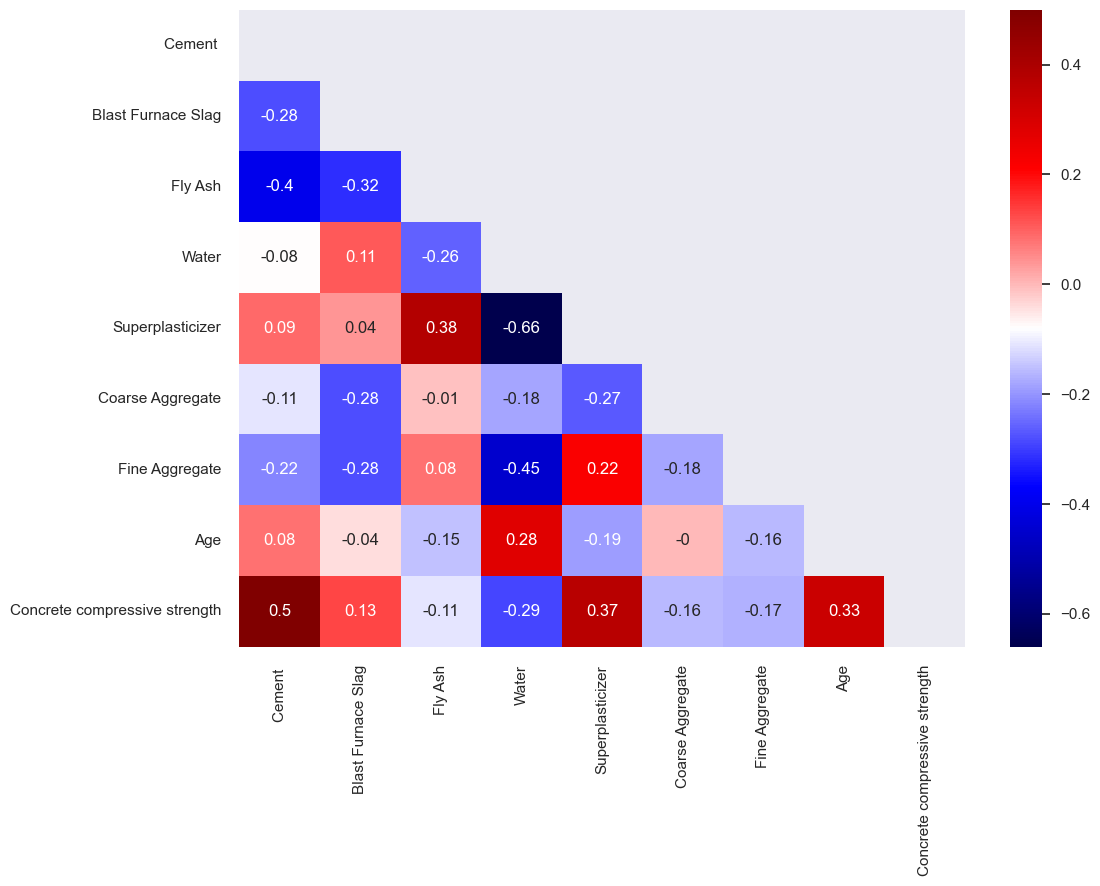 Cement
Blast Furnace Slag -0.28
Fly Ash -0.4 -0.32
Water -0.08 0.11 -0.26
Superplasticizer 0.09 0.04 0.38 -0.66
Coarse Aggregate -0.11 -0.28 -0.01 -0.18 -0.27
Fine Aggregate -0.22 -0.28 0.08 -0.45 0.22 -0.18
Age 0.08 -0.04 -0.15 0.28 -0.19 -0 -0.16
Concrete compressive strength 0.5 0.13 -0.11 -0.29 0.37 -0.16 -0.17 0.33
Cement
Blast Furnace Slag
Fly Ash
Water
Superplasticizer
Coarse Aggregate
Fine Aggregate
Age
Concrete compressive strength
0.4
0.2
0.0
−0.2
−0.4
−0.6